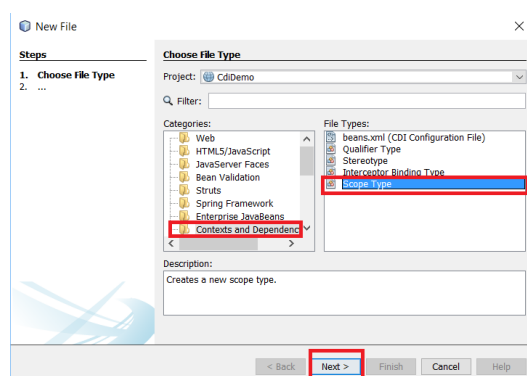 New File
Steps
1. Choose File Type
2. ...
Choose File Type
Project: CdiDemo
Filter:
Categories:
Web
HTML5/JavaScript
JavaServer Faces
Bean Validation
Struts
Spring Framework
Enterprise JavaBeans
Contexts and Dependenc
File Types:
beans.xml (CDI Configuration File)
Qualifier Type
Stereotype
Interceptor Binding Type
Scope Type
Description:
Creates a new scope type.
< Back Next > Finish Cancel Help